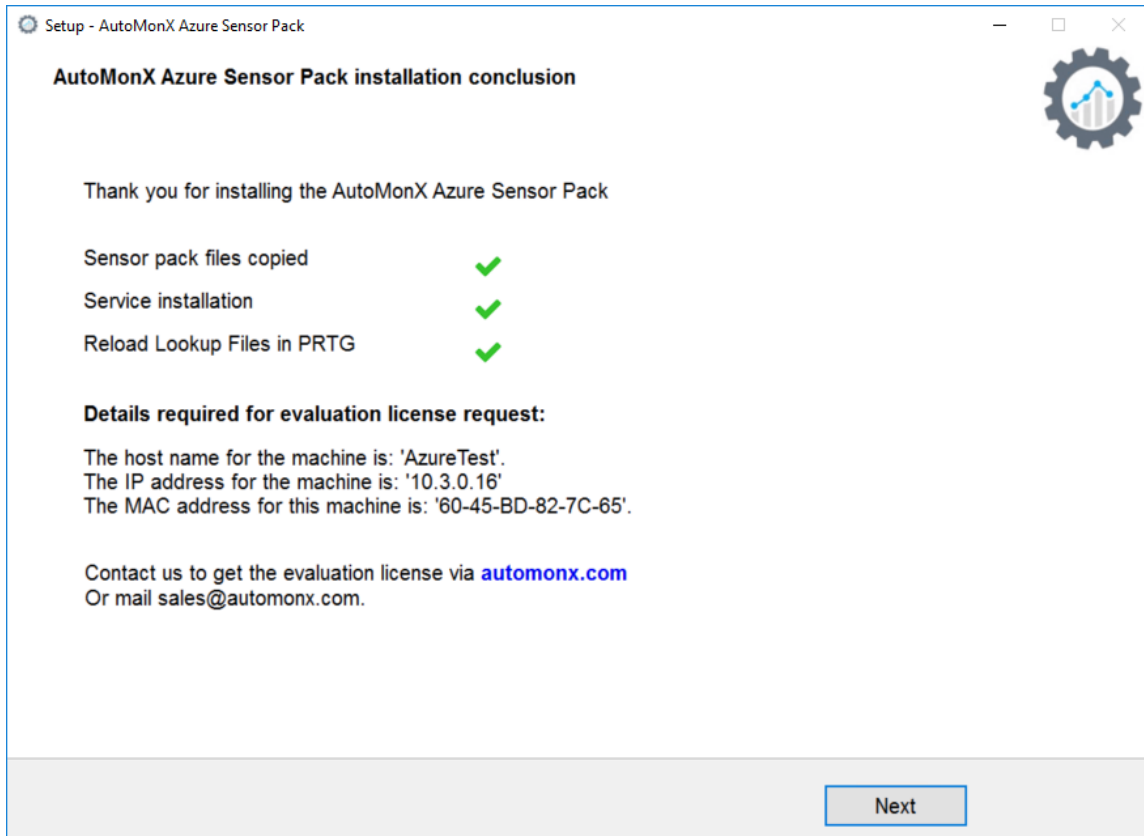 Setup - AutoMonX Azure Sensor Pack
AutoMonX Azure Sensor Pack installation conclusion
Thank you for installing the AutoMonX Azure Sensor Pack
Sensor pack files copied
Service installation
Reload Lookup Files in PRTG
Details required for evaluation license request:
The host name for the machine is: 'AzureTest'.
The IP address for the machine is: '10.3.0.16'
The MAC address for this machine is: '60-45-BD-82-7C-65'.
Contact us to get the evaluation license via automonx.com
Or mail sales@automonx.com.
Next